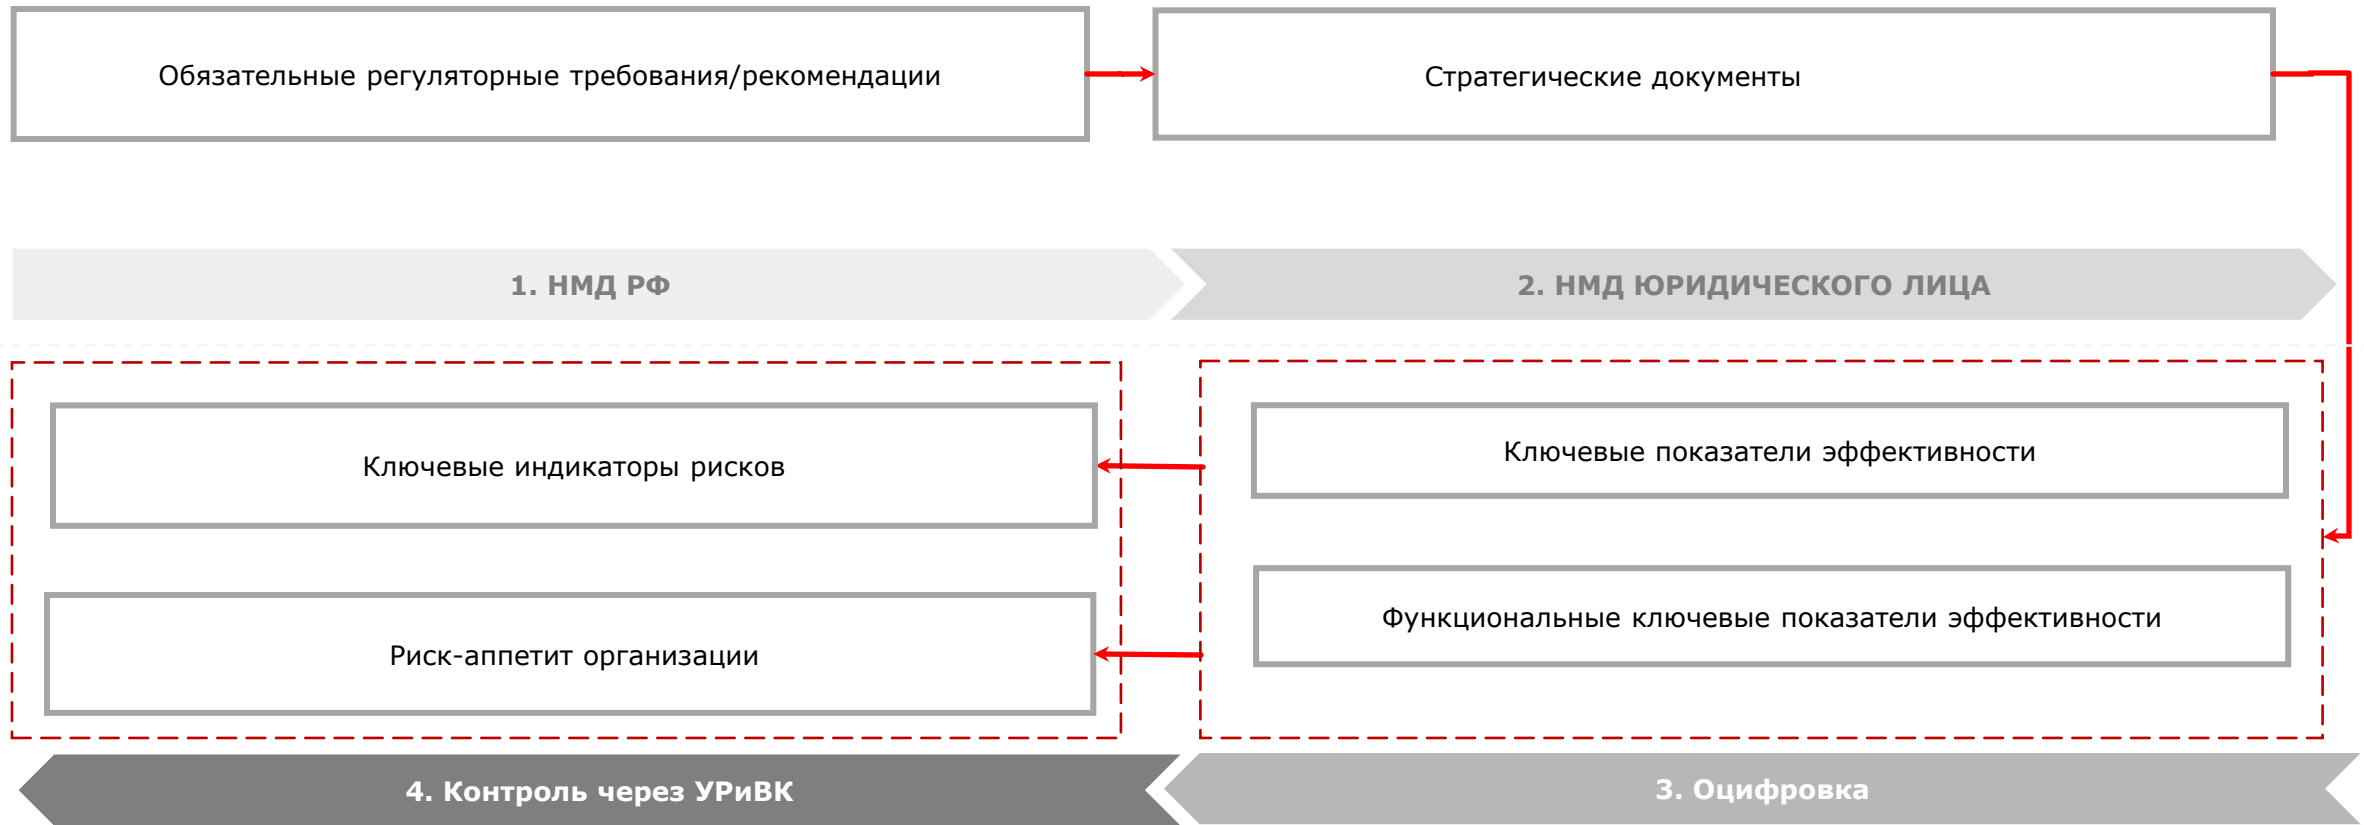 Обязательные регуляторные требования/рекомендации
Стратегические документы
1. НМД РФ
2. НМД ЮРИДИЧЕСКОГО ЛИЦА
Ключевые индикаторы рисков
Ключевые показатели эффективности
Риск-аппетит организации
Функциональные ключевые показатели эффективности
4. Контроль через УРиВК
3. Оцифровка